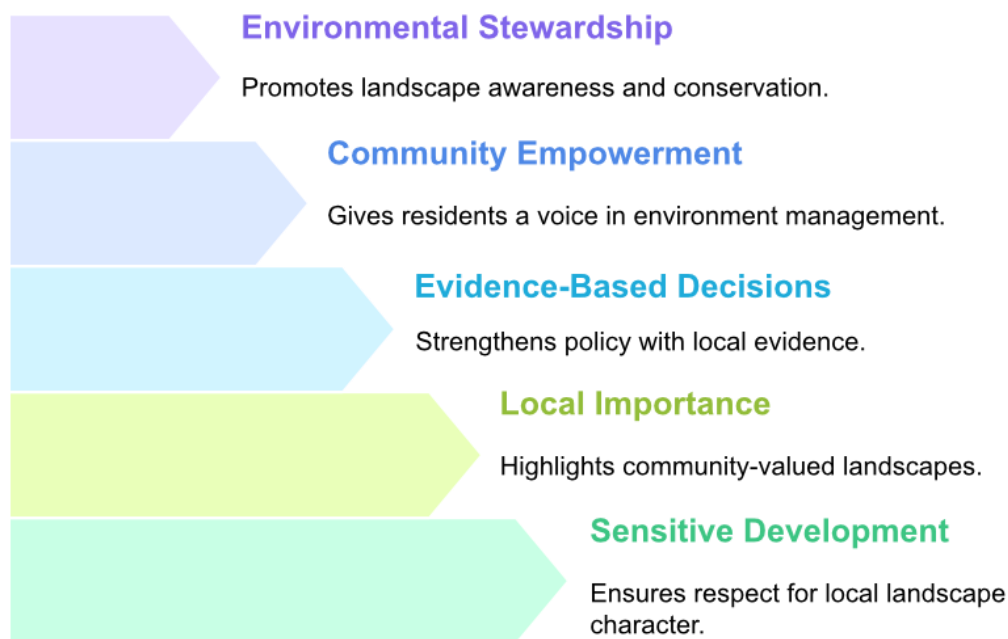 Environmental Stewardship
Promotes landscape awareness and conservation.
Community Empowerment
Gives residents a voice in environment management.
Evidence-Based Decisions
Strengthens policy with local evidence.
Local Importance
Highlights community-valued landscapes.
Sensitive Development
Ensures respect for local landscape
character.